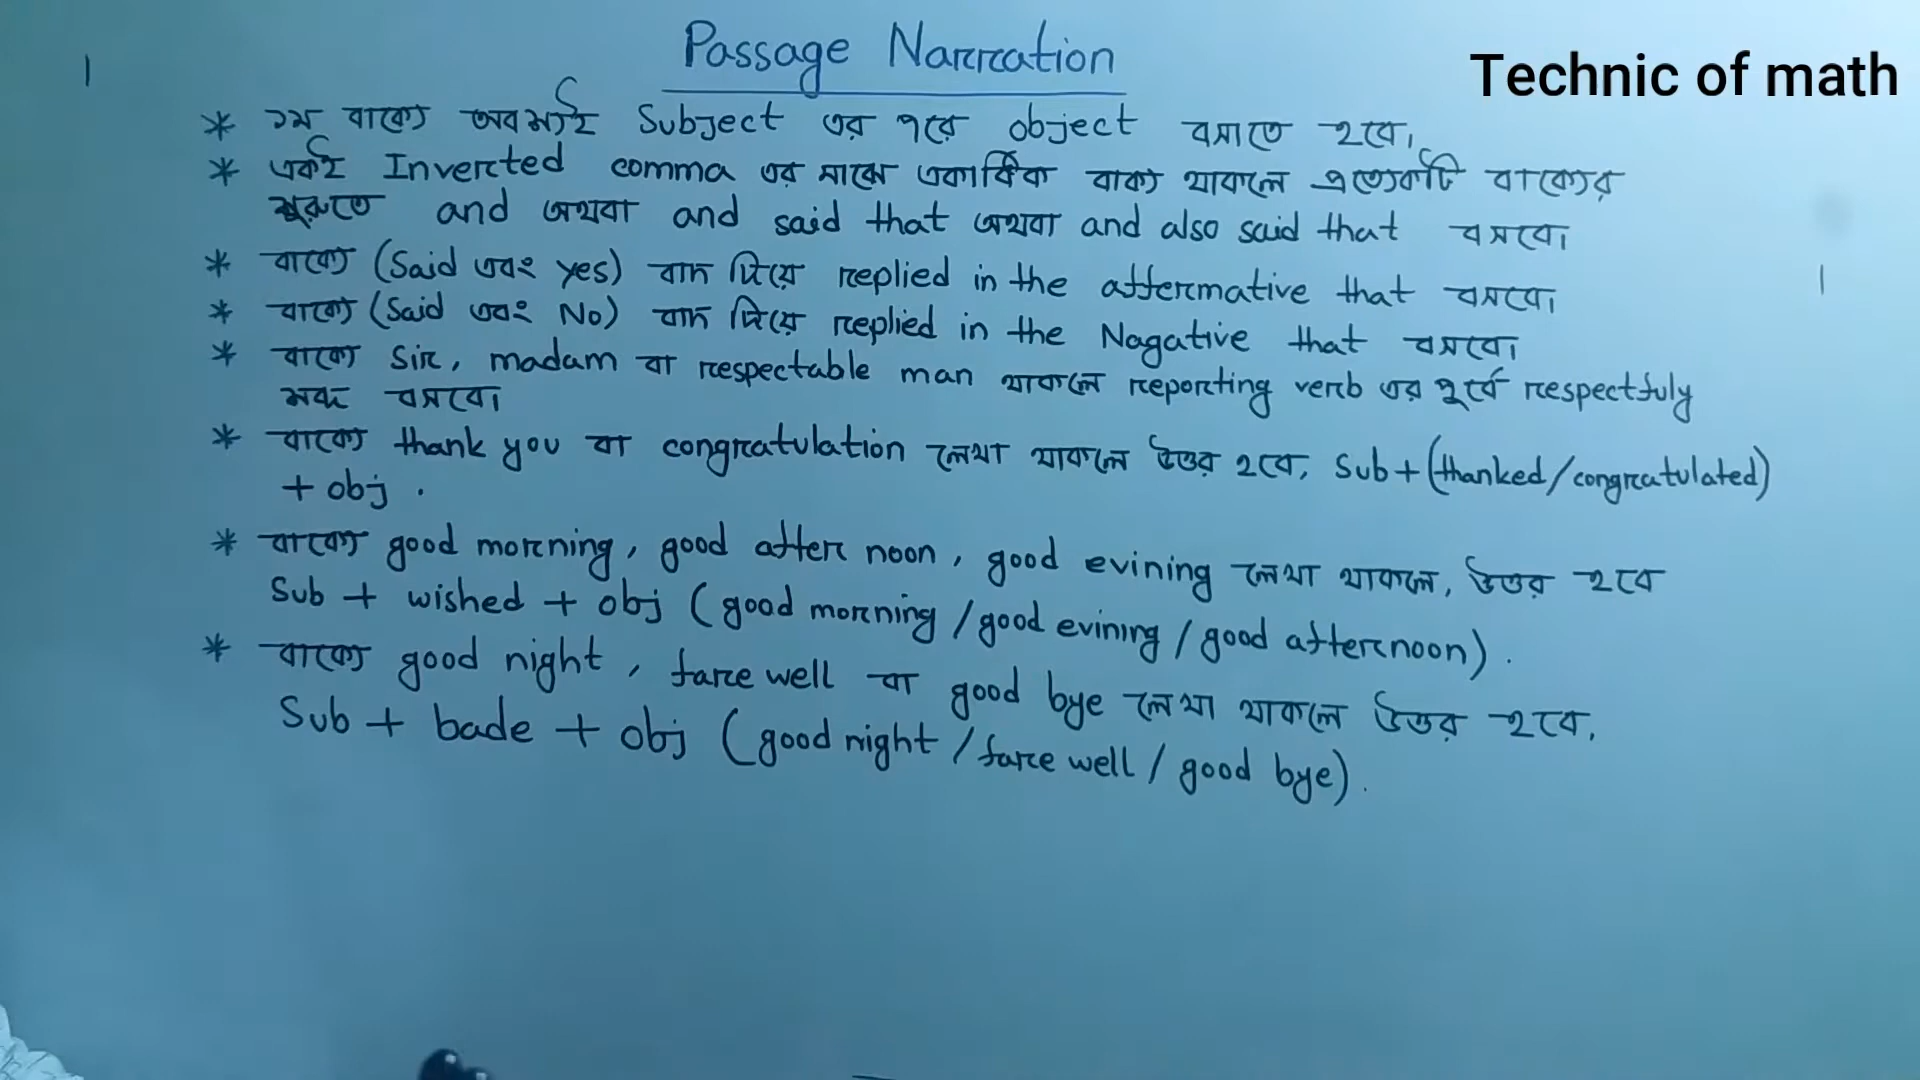 Passage Narration
Technic of math
* ১ম বাক্যে অবশ্যই Subject এর পরে object বসাতে হবে।
* একই Inverted comma এর মাঝে একাধিক বাক্য থাকলে প্রত্যেকটি বাক্যের
শুরুতে and অথবা and said that অথবা and also said that বসবে।
* বাক্যে (Said এবং yes) বাদ দিয়ে replied in the affermative that বসবে।
* বাক্যে (Said এবং No) বাদ দিয়ে replied in the Nagative that বসবে।
* বাক্যে Sir, madam বা respectable man থাকলে reporting verb এর পূর্বে respectfuly
শব্দ বসবে।
* বাক্যে thank you বা congratulation লেখা থাকলে উত্তর হবে, Sub + (thanked/congratulated)
+ obj .
* বাক্যে good morning, good after noon, good evining লেখা থাকলে, উত্তর হবে
Sub + wished + obj (good morning / good evining / good afternoon) .
* বাক্যে good night, fare well বা good bye লেখা থাকলে উত্তর হবে,
Sub + bade + obj (good night / fare well / good bye) .